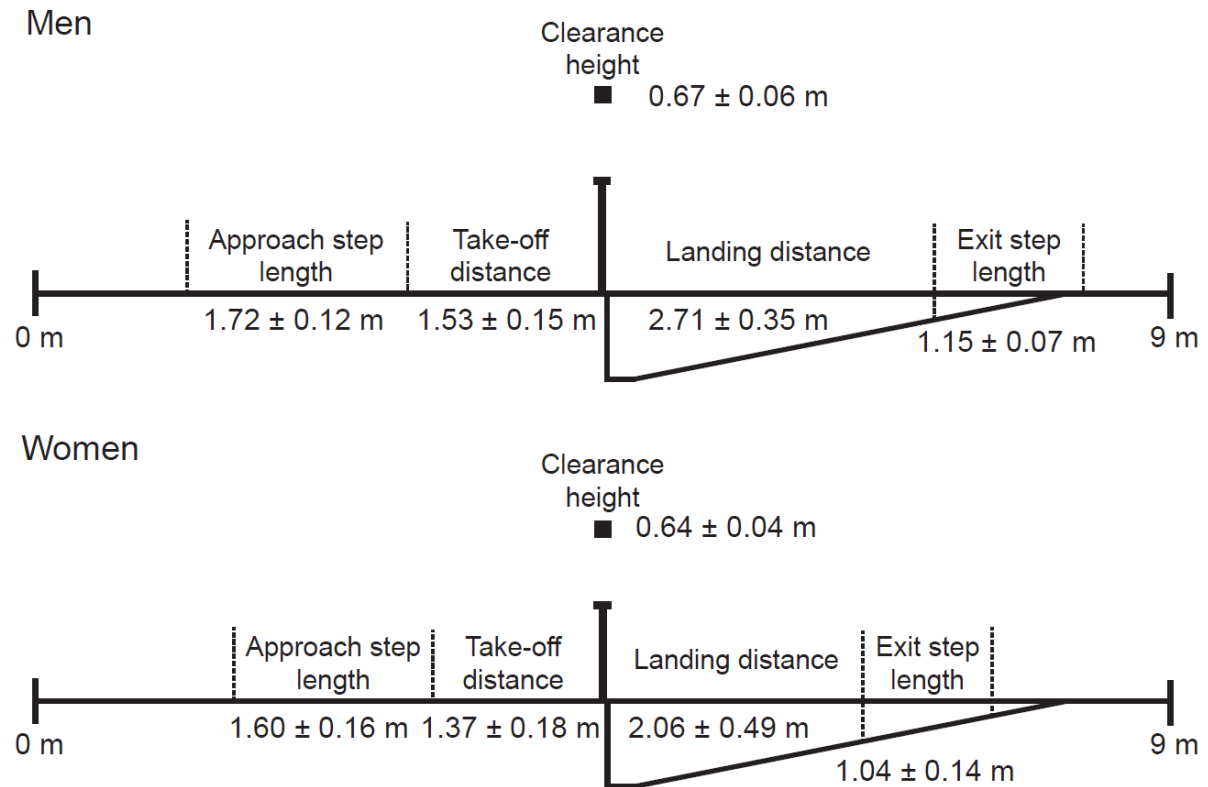 Men
Clearance
height
0.67 ± 0.06 m
Approach step
length
Take-off
distance
Landing distance
Exit step
length
0 m
1.72 ± 0.12 m
1.53 ± 0.15 m
2.71 ± 0.35 m
1.15 ± 0.07 m
9 m
Women
Clearance
height
0.64 ± 0.04 m
Approach step
length
Take-off
distance
Landing distance
Exit step
length
0 m
1.60 ± 0.16 m
1.37 ± 0.18 m
2.06 ± 0.49 m
1.04 ± 0.14 m
9 m